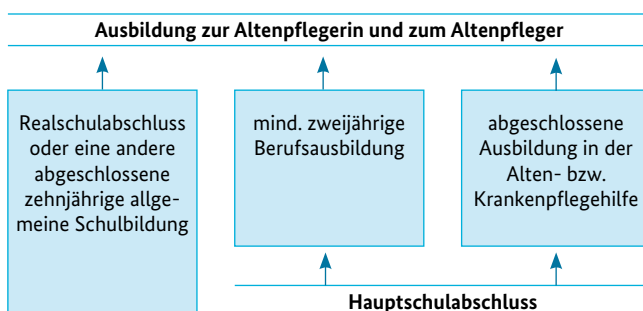 Ausbildung zur Altenpflegerin und zum Altenpfleger
Realschulabschluss
oder eine andere
abgeschlossene
zehnjährige allge-
meine Schulbildung
mind. zweijährige
Berufsausbildung
abgeschlossene
Ausbildung in der
Alten- bzw.
Krankenpflegehilfe
Hauptschulabschluss